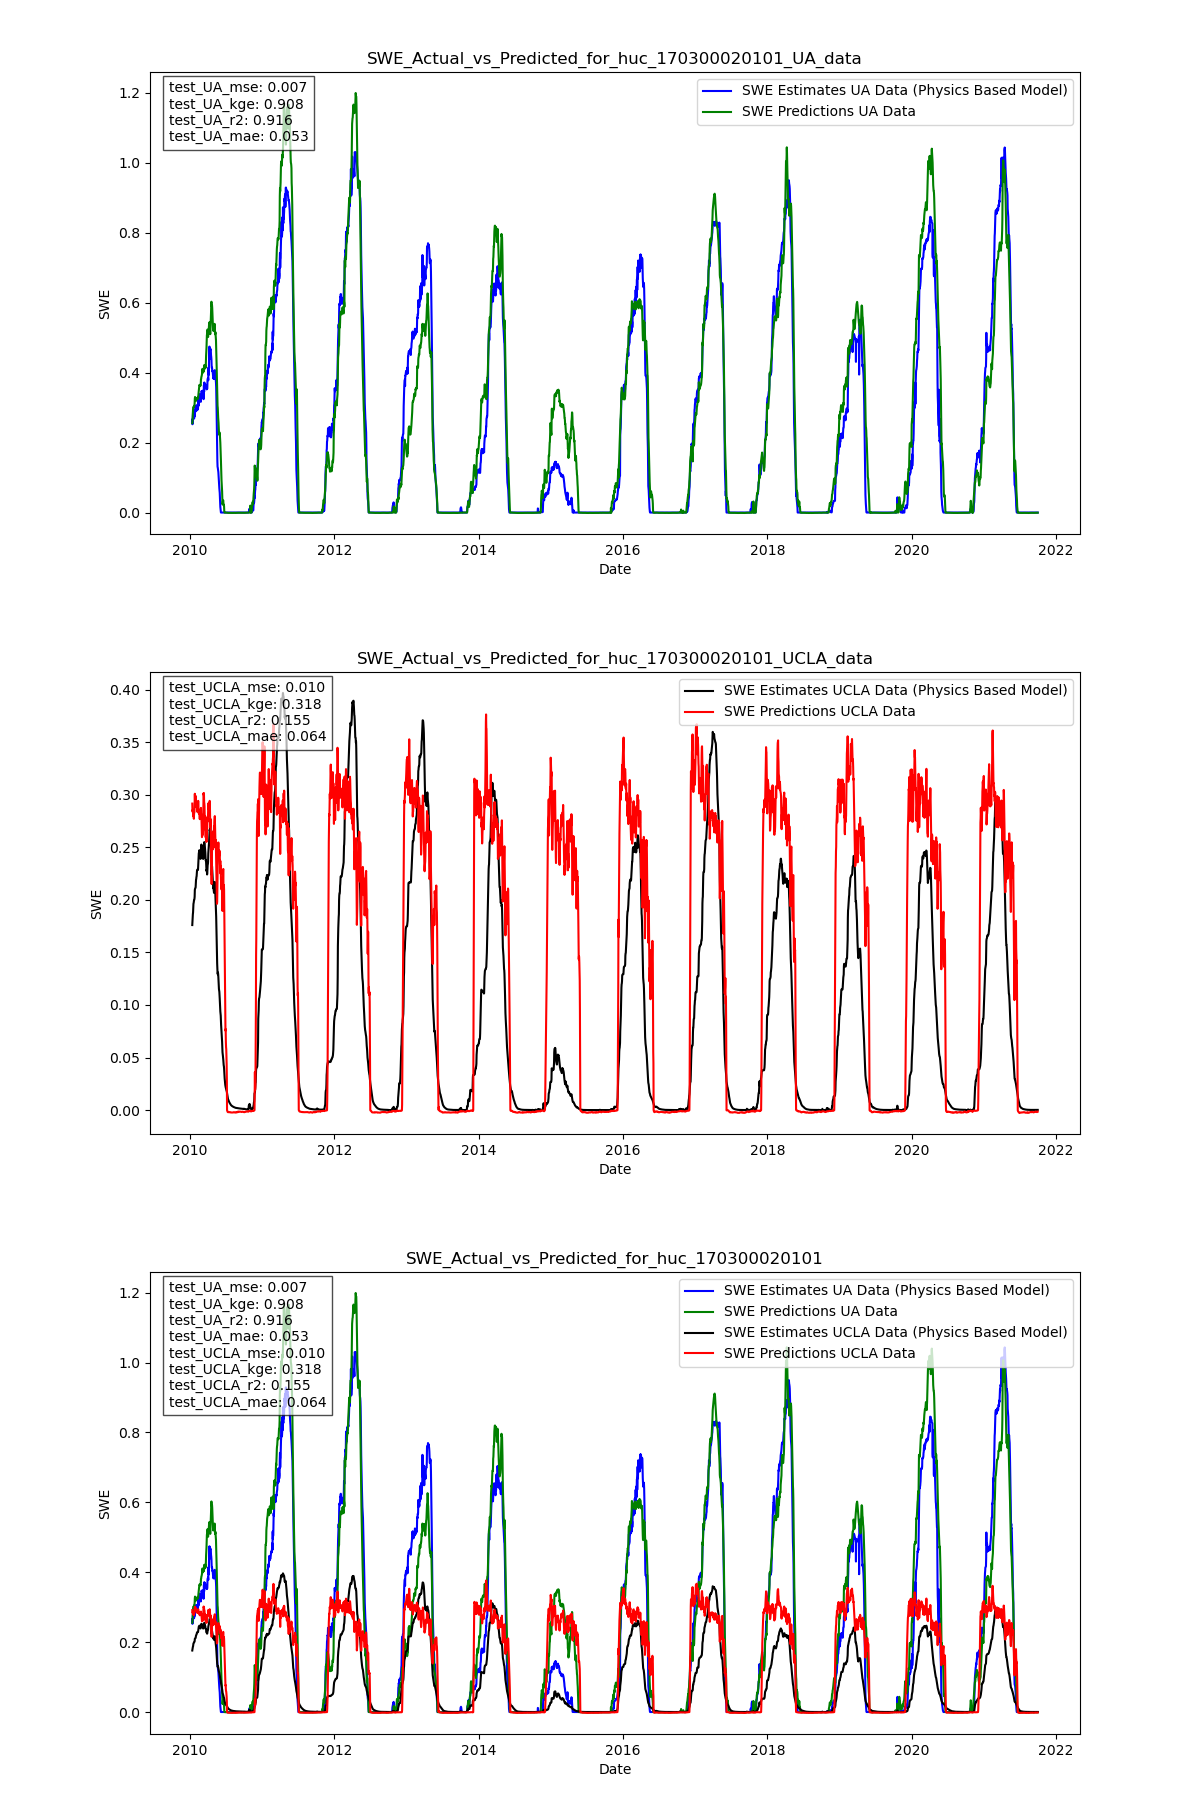 SWE_Actual_vs_Predicted_for_huc_170300020101_UA_data
test_UA_mse: 0.007
test_UA_kge: 0.908
test_UA_r2: 0.916
test_UA_mae: 0.053
SWE Estimates UA Data (Physics Based Model)
SWE Predictions UA Data
1.2
1.0
0.8
0.6
0.4
0.2
0.0
SWE
2010 2012 2014 2016 2018 2020 2022
Date
SWE_Actual_vs_Predicted_for_huc_170300020101_UCLA_data
test_UCLA_mse: 0.010
test_UCLA_kge: 0.318
test_UCLA_r2: 0.155
test_UCLA_mae: 0.064
SWE Estimates UCLA Data (Physics Based Model)
SWE Predictions UCLA Data
0.40
0.35
0.30
0.25
0.20
0.15
0.10
0.05
0.00
SWE
2010 2012 2014 2016 2018 2020 2022
Date
SWE_Actual_vs_Predicted_for_huc_170300020101
test_UA_mse: 0.007
test_UA_kge: 0.908
test_UA_r2: 0.916
test_UA_mae: 0.053
test_UCLA_mse: 0.010
test_UCLA_kge: 0.318
test_UCLA_r2: 0.155
test_UCLA_mae: 0.064
SWE Estimates UA Data (Physics Based Model)
SWE Predictions UA Data
SWE Estimates UCLA Data (Physics Based Model)
SWE Predictions UCLA Data
1.2
1.0
0.8
0.6
0.4
0.2
0.0
SWE
2010 2012 2014 2016 2018 2020 2022
Date